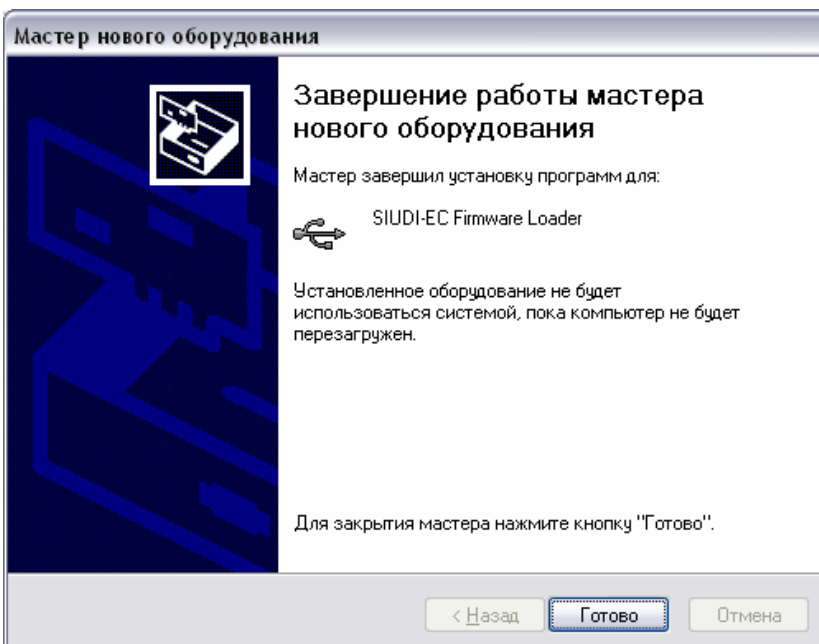 Мастер нового оборудования
Завершение работы мастера
нового оборудования
Мастер завершил установку программ для:
SIUDI-EC Firmware Loader
Установленное оборудование не будет
использоваться системой, пока компьютер не будет
перезагружен.
Для закрытия мастера нажмите кнопку "Готово".
< Назад Готово Отмена